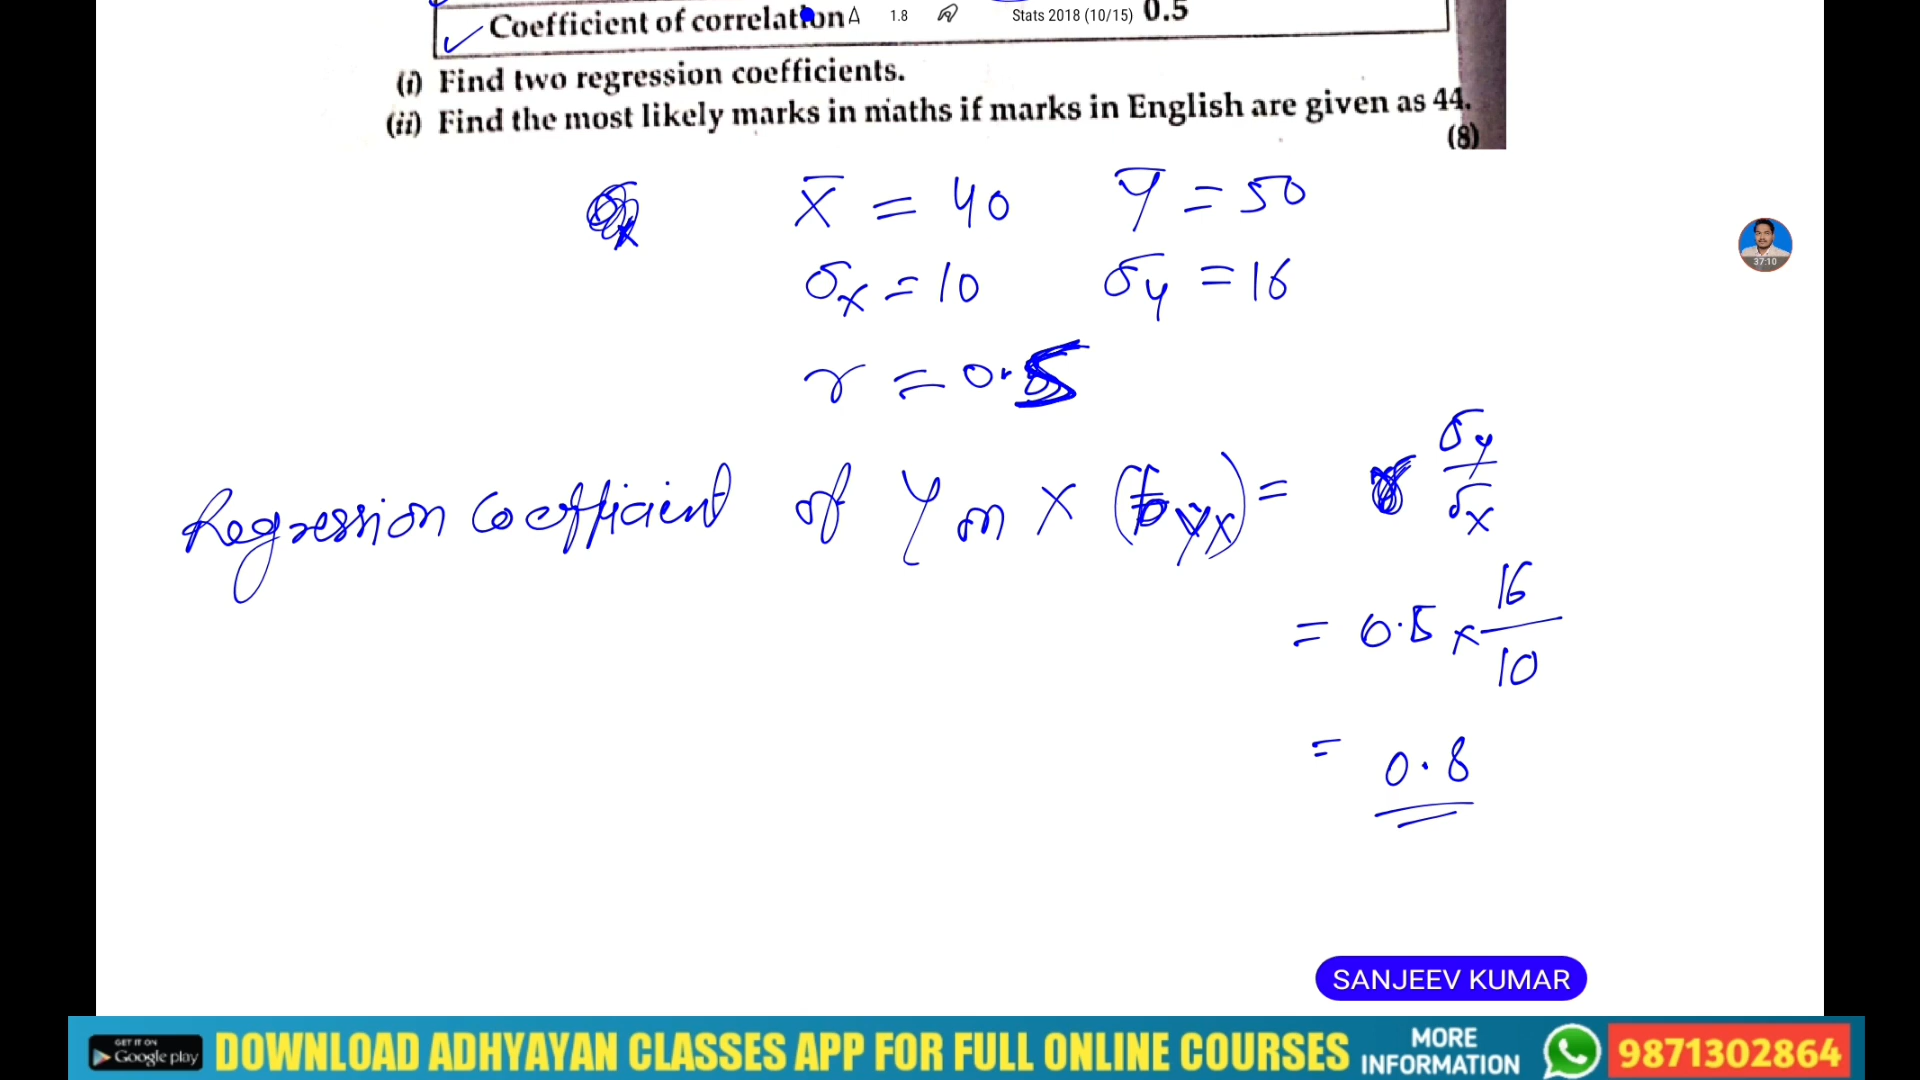 Coefficient of correlation 1.8 Stats 2018 (10/15) 0.5
(i) Find two regression coefficients.
(ii) Find the most likely marks in maths if marks in English are given as 44.
(8)
X̄ = 40 Ȳ = 50
σx = 10 σy = 16
37:10
r = 0.5
Regression Coefficient of Y on X (byx) = r σy/σx
= 0.5 × 16/10
= 0.8
SANJEEV KUMAR
GET IT ON Google play DOWNLOAD ADHYAYAN CLASSES APP FOR FULL ONLINE COURSES MORE INFORMATION 9871302864